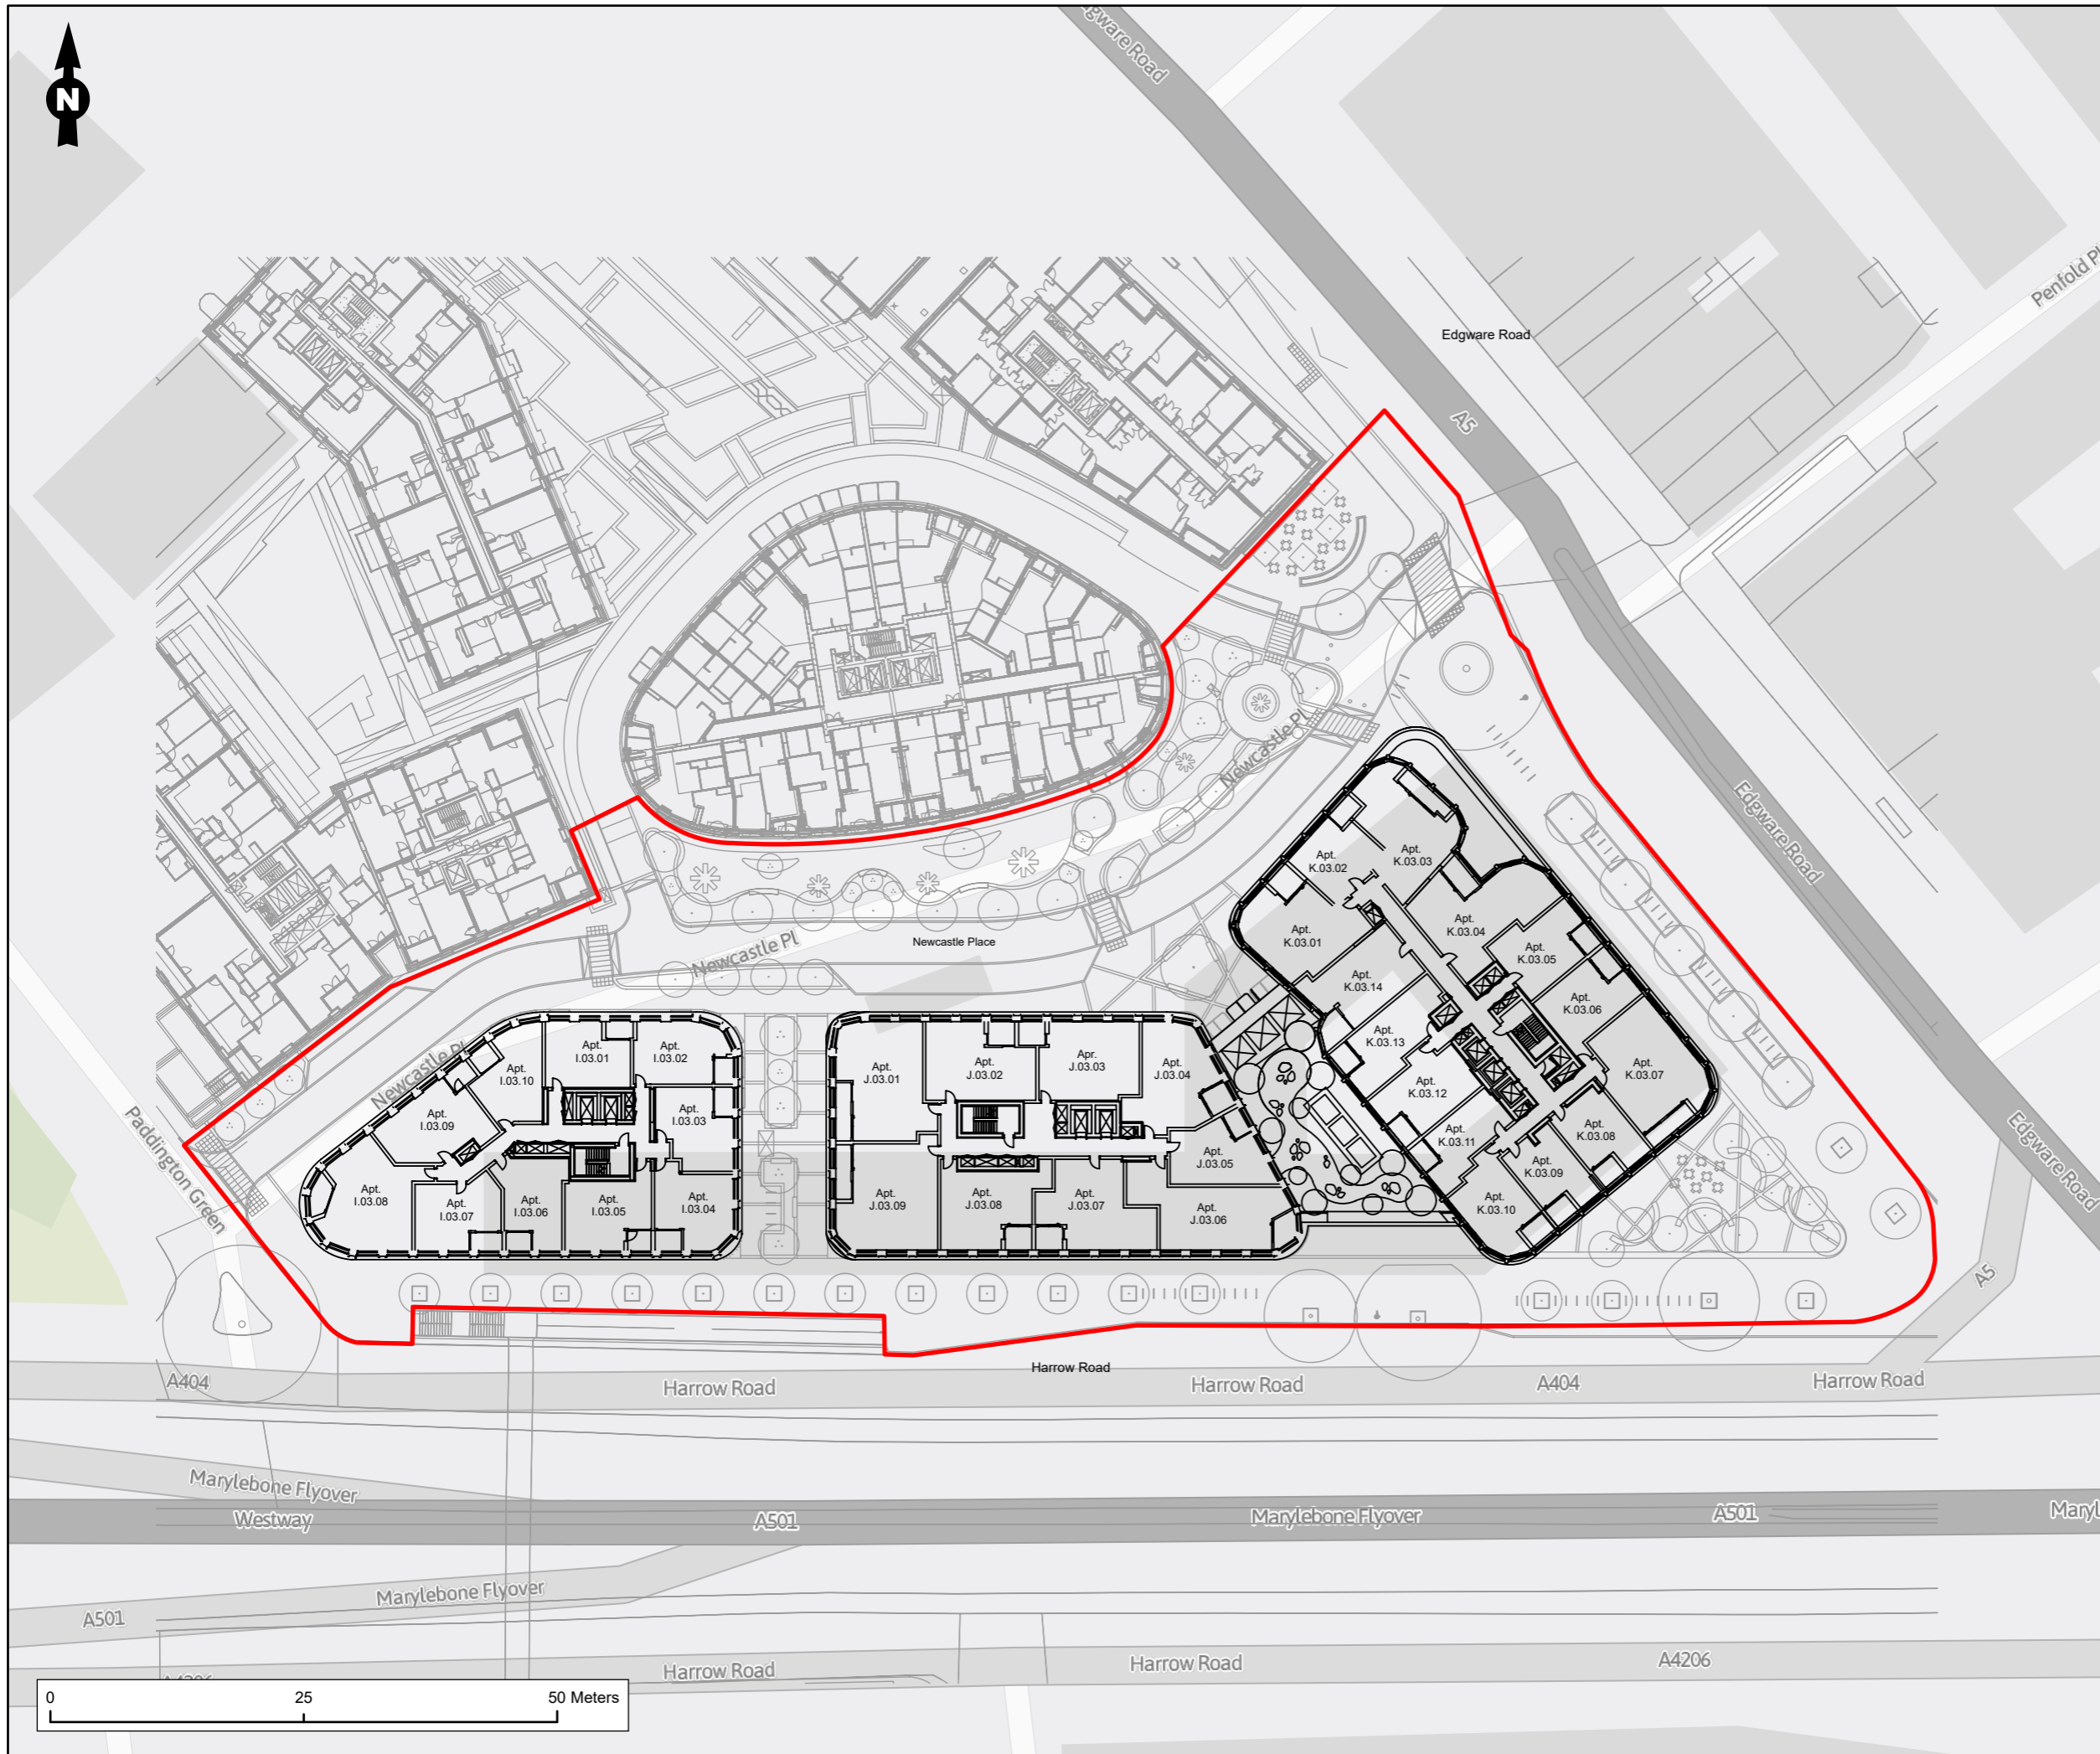 N
Edgware Road
Penfold Pl
Edgware Road
A5
Newcastle Pl
Edgware Road
Apt.
K.03.02
Apt.
K.03.03
Apt.
K.03.01
Apt.
K.03.04
Newcastle Place
Newcastle Pl
Apt.
K.03.05
Apt.
K.03.14
Apt.
K.03.06
Apt.
K.03.13
Apt.
K.03.07
Apt.
K.03.12
Apt.
K.03.11
Apt.
K.03.08
Apt.
K.03.09
Apt.
K.03.10
Newcastle Pl
Apt.
I.03.01
Apt.
I.03.02
Apt.
I.03.10
Apt.
I.03.03
Apt.
I.03.09
Apt.
I.03.08
Apt.
I.03.07
Apt.
I.03.06
Apt.
I.03.05
Apt.
I.03.04
Apt.
J.03.01
Apt.
J.03.02
Apr.
J.03.03
Apt.
J.03.04
Apt.
J.03.05
Apt.
J.03.09
Apt.
J.03.08
Apt.
J.03.07
Apt.
J.03.06
Paddington Green
Edgware Road
A5
Harrow Road
A404
Harrow Road
Harrow Road
A404
Harrow Road
Marylebone Flyover
Westway
A501
Marylebone Flyover
A501
Maryl
Marylebone Flyover
A501
Harrow Road
Harrow Road
A4206
A4206
0
25
50 Meters